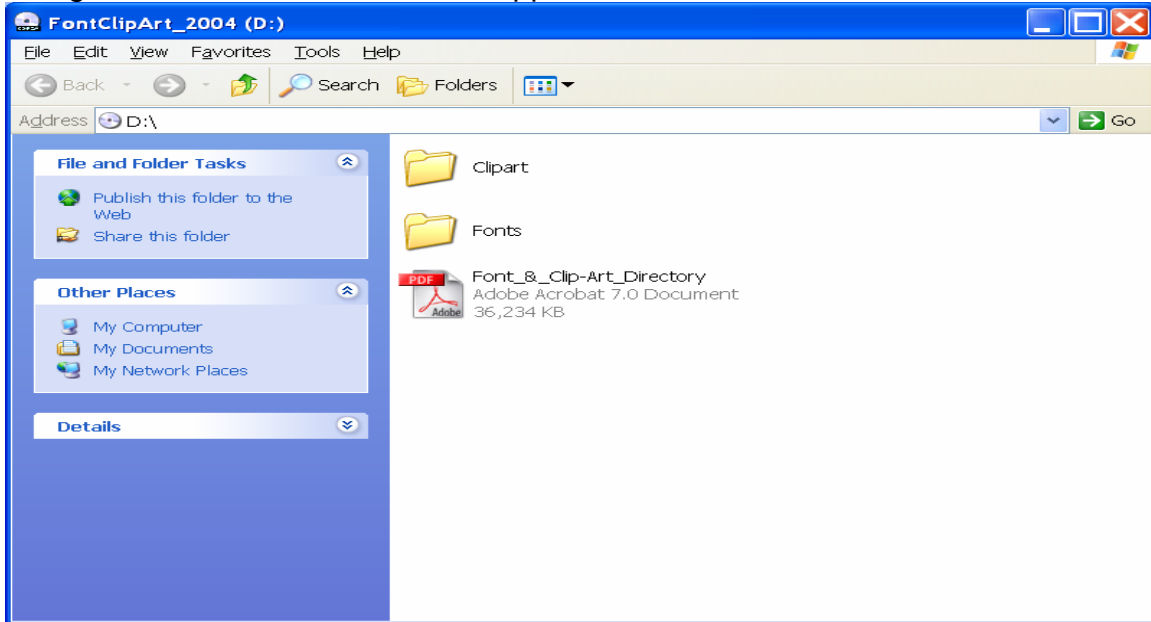 FontClipArt_2004 (D:)
File Edit View Favorites Tools Help
Back Search Folders
Address D:\ Go
File and Folder Tasks
Publish this folder to the
Web
Share this folder
Other Places
My Computer
My Documents
My Network Places
Details
Clipart
Fonts
PDF
Adobe
Font_&_Clip-Art_Directory
Adobe Acrobat 7.0 Document
36,234 KB